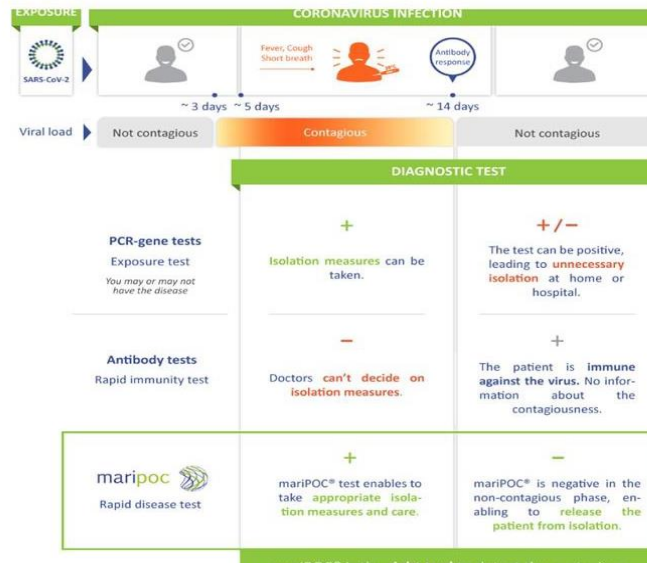 EXPOSURE
CORONAVIRUS INFECTION
SARS-CoV-2
Fever, Cough
Short breath
Antibody
response
~ 3 days
~ 5 days
~ 14 days
Viral load
Not contagious
Contagious
Not contagious
DIAGNOSTIC TEST
PCR-gene tests
Exposure test
You may or may not
have the disease
+
Isolation measures can be
taken.
+/−
The test can be positive,
leading to unnecessary
isolation at home or
hospital.
Antibody tests
Rapid immunity test
−
Doctors can't decide on
isolation measures.
+
The patient is immune
against the virus. No infor-
mation about the
contagiousness.
maripoc
Rapid disease test
+
mariPOC® test enables to
take appropriate isola-
tion measures and care.
−
mariPOC® is negative in the
non-contagious phase, en-
abling to release the
patient from isolation.